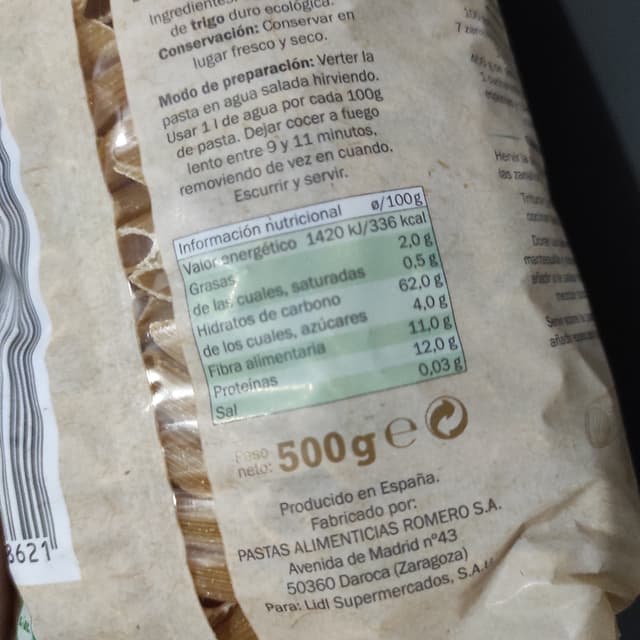 de trigo duro ecológica.
Conservación: Conservar en
lugar fresco y seco.
Modo de preparación: Verter la
pasta en agua salada hirviendo.
Usar 1 l de agua por cada 100g
de pasta. Dejar cocer a fuego
lento entre 9 y 11 minutos,
removiendo de vez en cuando.
Escurrir y servir.
Información nutricional ø/100g
Valor energético 1420 kJ/336 kcal
Grasas 2,0 g
de las cuales, saturadas 0,5 g
Hidratos de carbono 62,0 g
de los cuales, azúcares 4,0 g
Fibra alimentaria 11,0 g
Proteínas 12,0 g
Sal 0,03 g
Peso
neto: 500g e
Producido en España.
Fabricado por:
PASTAS ALIMENTICIAS ROMERO S.A.
Avenida de Madrid nº43
50360 Daroca (Zaragoza)
Para: Lidl Supermercados, S.A.U.
8621